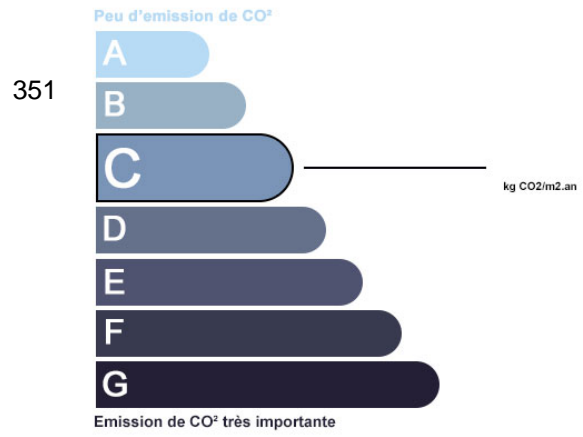 Peu d'emission de CO²
A
351
B
C
kg CO2/m2.an
D
E
F
G
Emission de CO² très importante